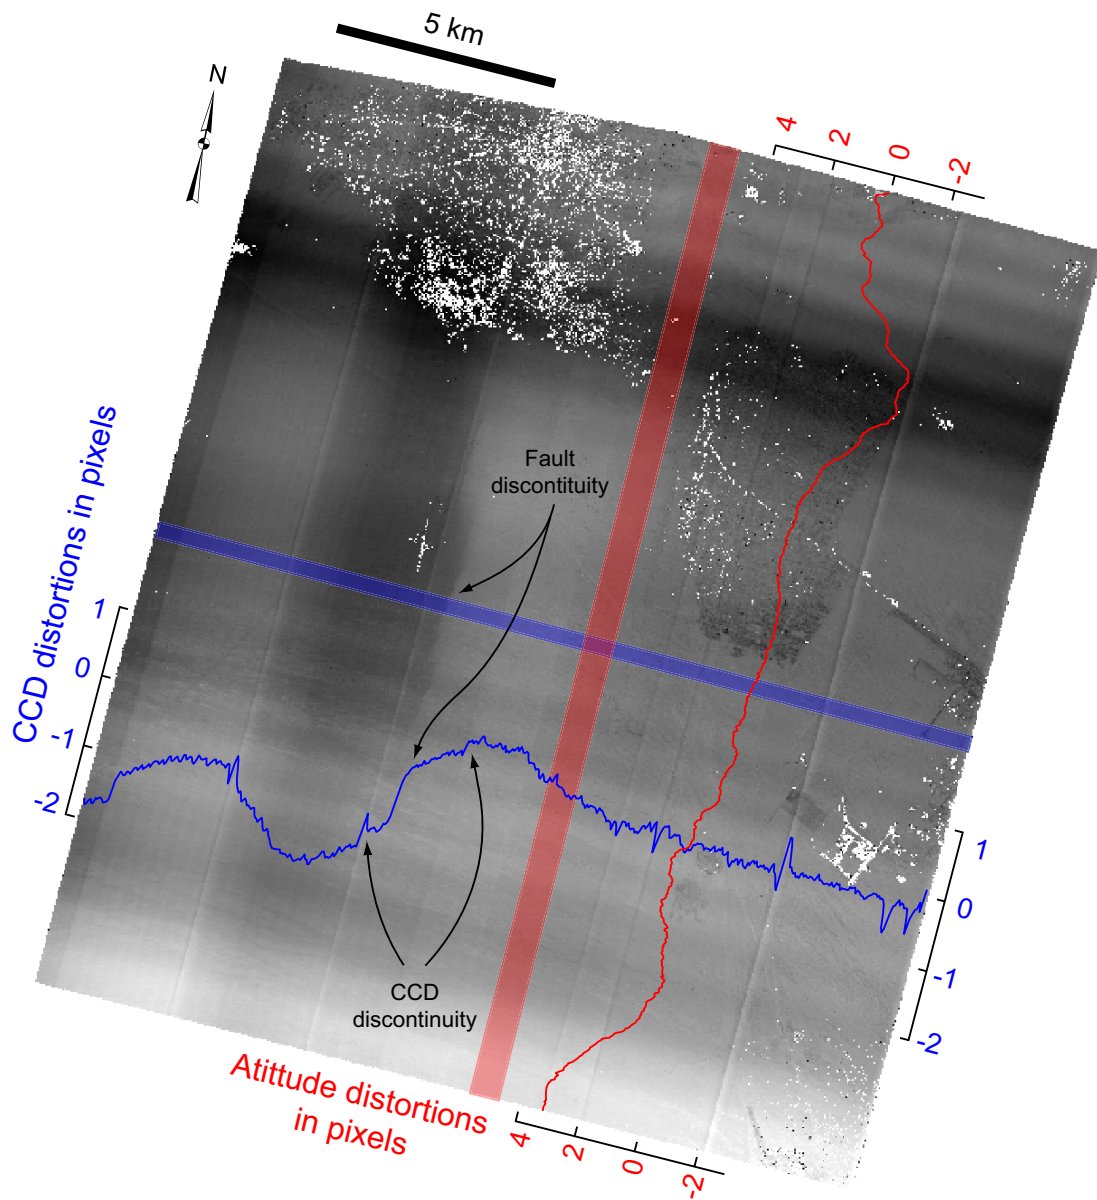 5 km
N
4
2
0
-2
Fault
discontituity
CCD distortions in pixels
1
0
-1
-2
1
0
-1
-2
CCD
discontinuity
Atittude distortions
in pixels
4
2
0
-2